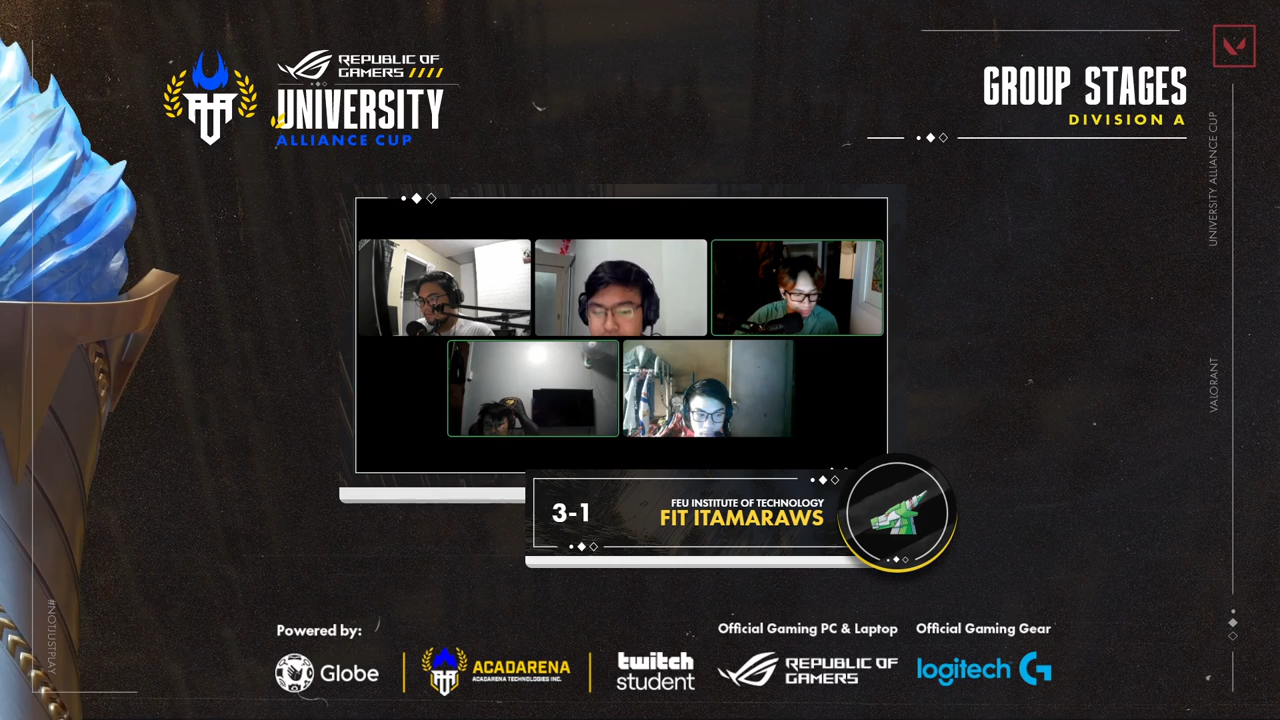 REPUBLIC OF
GAMERS
UNIVERSITY
ALLIANCE CUP
GROUP STAGES
DIVISION A
UNIVERSITY ALLIANCE CUP
VALORANT
3-1
FEU INSTITUTE OF TECHNOLOGY
FIT ITAMARAWS
#NOTJUSTPLAY
Powered by:
Globe
ACADARENA
ACADARENA TECHNOLOGIES INC.
twitch
student
Official Gaming PC & Laptop
REPUBLIC OF
GAMERS
Official Gaming Gear
logitech G